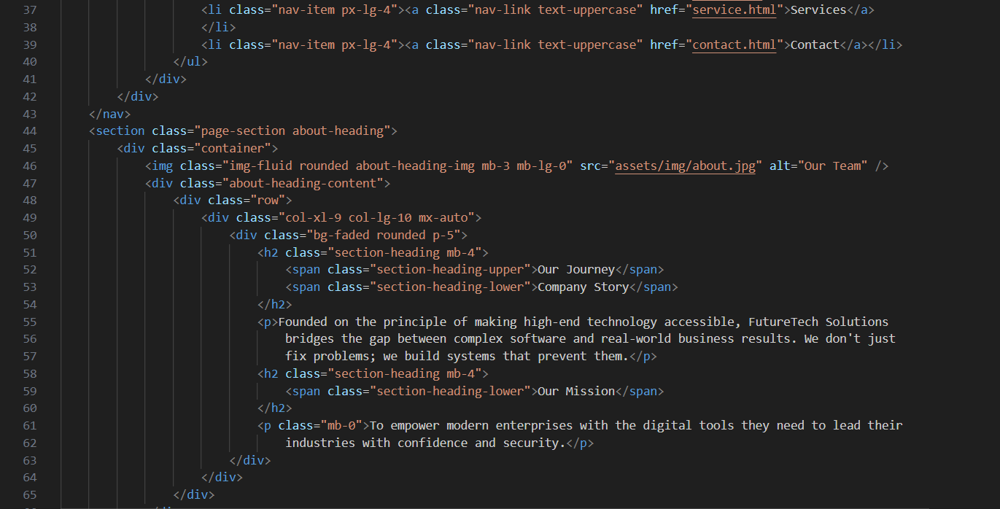 37 <li class="nav-item px-lg-4"><a class="nav-link text-uppercase" href="service.html">Services</a>
38 </li>
39 <li class="nav-item px-lg-4"><a class="nav-link text-uppercase" href="contact.html">Contact</a></li>
40 </ul>
41 </div>
42 </div>
43 </nav>
44 <section class="page-section about-heading">
45 <div class="container">
46 <img class="img-fluid rounded about-heading-img mb-3 mb-lg-0" src="assets/img/about.jpg" alt="Our Team" />
47 <div class="about-heading-content">
48 <div class="row">
49 <div class="col-xl-9 col-lg-10 mx-auto">
50 <div class="bg-faded rounded p-5">
51 <h2 class="section-heading mb-4">
52 <span class="section-heading-upper">Our Journey</span>
53 <span class="section-heading-lower">Company Story</span>
54 </h2>
55 <p>Founded on the principle of making high-end technology accessible, FutureTech Solutions
56 bridges the gap between complex software and real-world business results. We don't just
57 fix problems; we build systems that prevent them.</p>
58 <h2 class="section-heading mb-4">
59 <span class="section-heading-lower">Our Mission</span>
60 </h2>
61 <p class="mb-0">To empower modern enterprises with the digital tools they need to lead their
62 industries with confidence and security.</p>
63 </div>
64 </div>
65 </div>